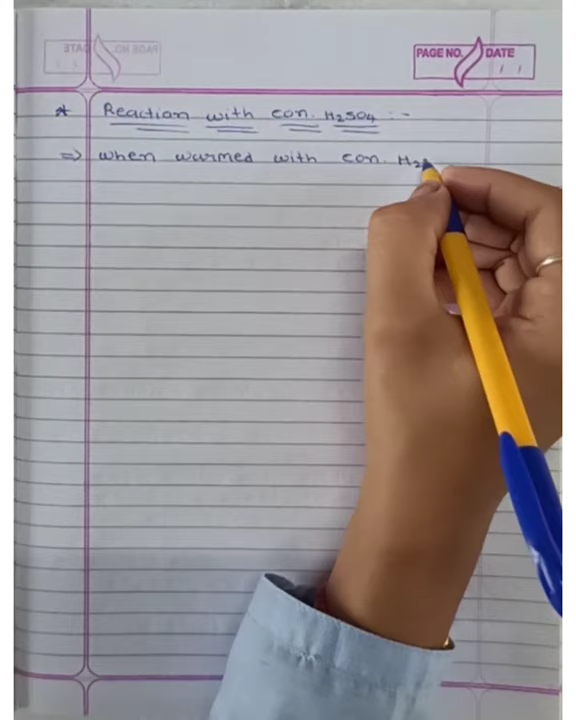 PAGE NO. DATE
/ /
* Reaction with con. H₂SO₄ :-
⇒ when warmed with con. H₂